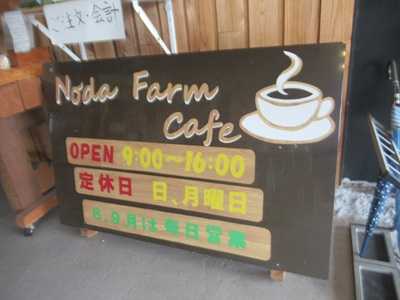 ご注文・会計
Noda Farm
Cafe
OPEN 9:00〜16:00
定休日 日、月曜日
8.9月は毎日営業